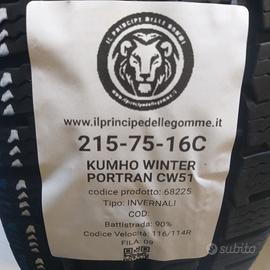 IL PRINCIPE DELLE GOMME
www.ilprincipedellegomme.it
www.ilprincipedellegomme.it
215-75-16C
KUMHO WINTER
PORTRAN CW51
codice prodotto: 68225
Tipo: INVERNALI
COD:
Battistrada: 90%
Codice Velocità: 116/114R
FILA: 09
subito